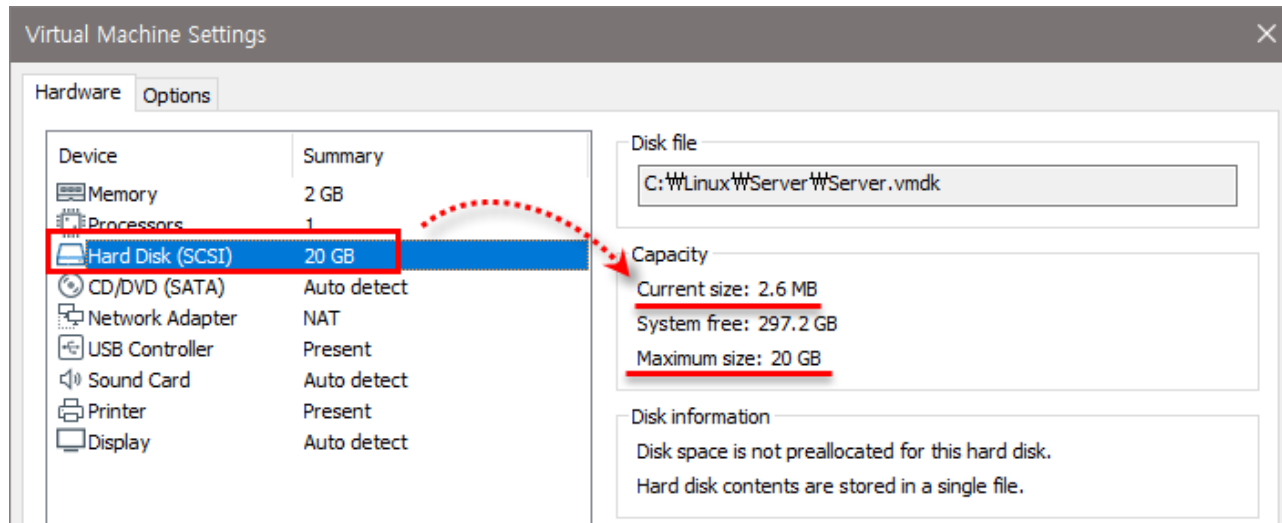 Virtual Machine Settings
Hardware Options
Device Summary
Memory 2 GB
Processors 1
Hard Disk (SCSI) 20 GB
CD/DVD (SATA) Auto detect
Network Adapter NAT
USB Controller Present
Sound Card Auto detect
Printer Present
Display Auto detect
Disk file
C:₩Linux₩Server₩Server.vmdk
Capacity
Current size: 2.6 MB
System free: 297.2 GB
Maximum size: 20 GB
Disk information
Disk space is not preallocated for this hard disk.
Hard disk contents are stored in a single file.